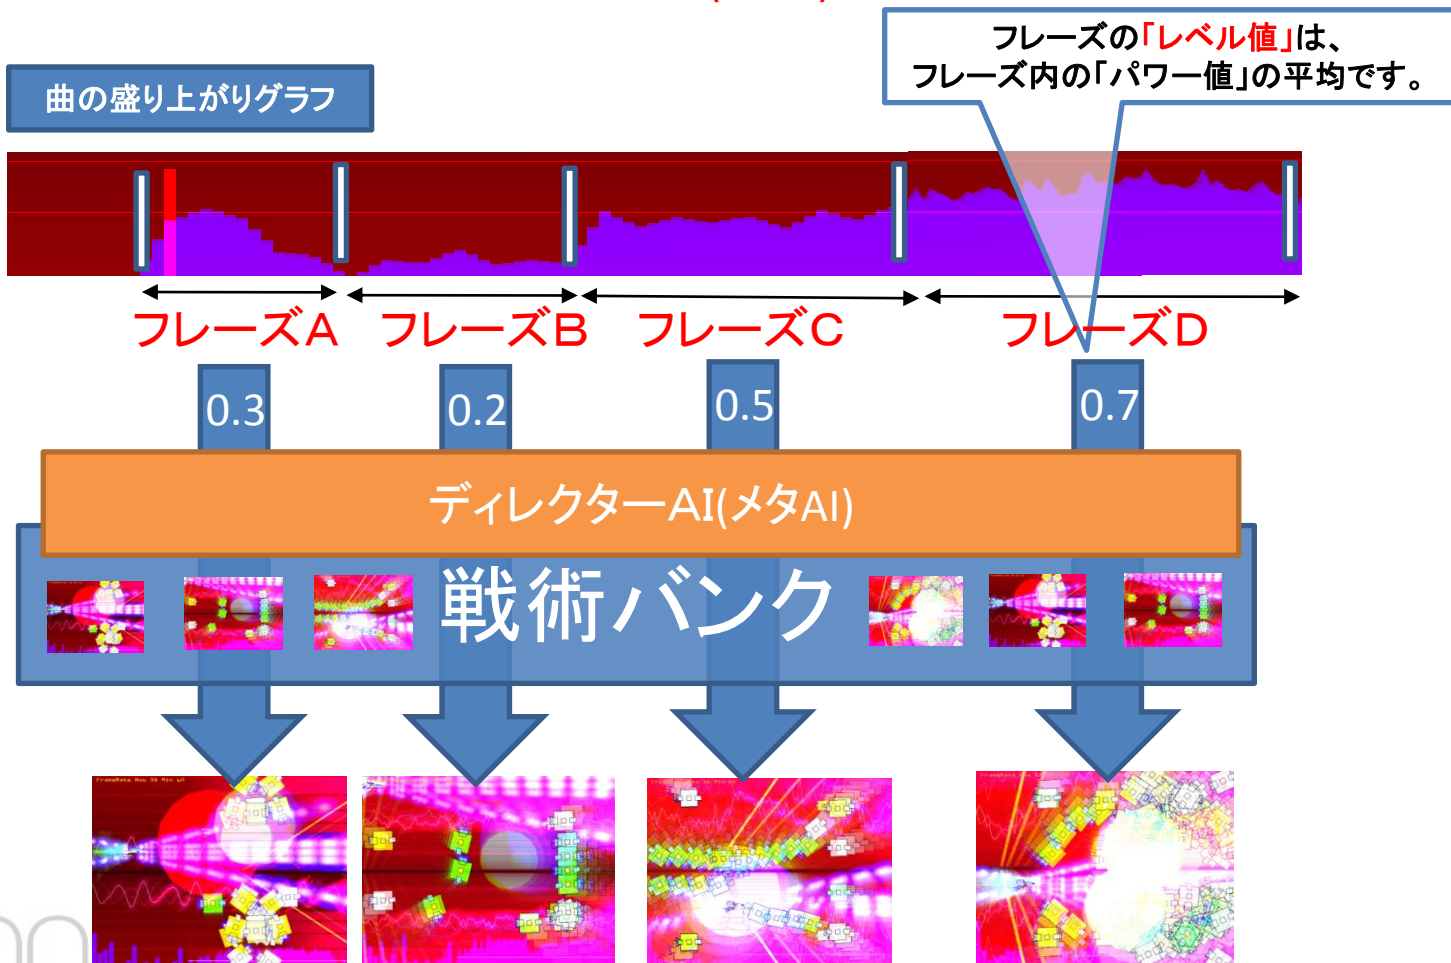 フレーズの「レベル値」は、
フレーズ内の「パワー値」の平均です。
曲の盛り上がりグラフ
フレーズA
フレーズB
フレーズC
フレーズD
0.3
0.2
0.5
0.7
ディレクターAI(メタAI)
戦術バンク